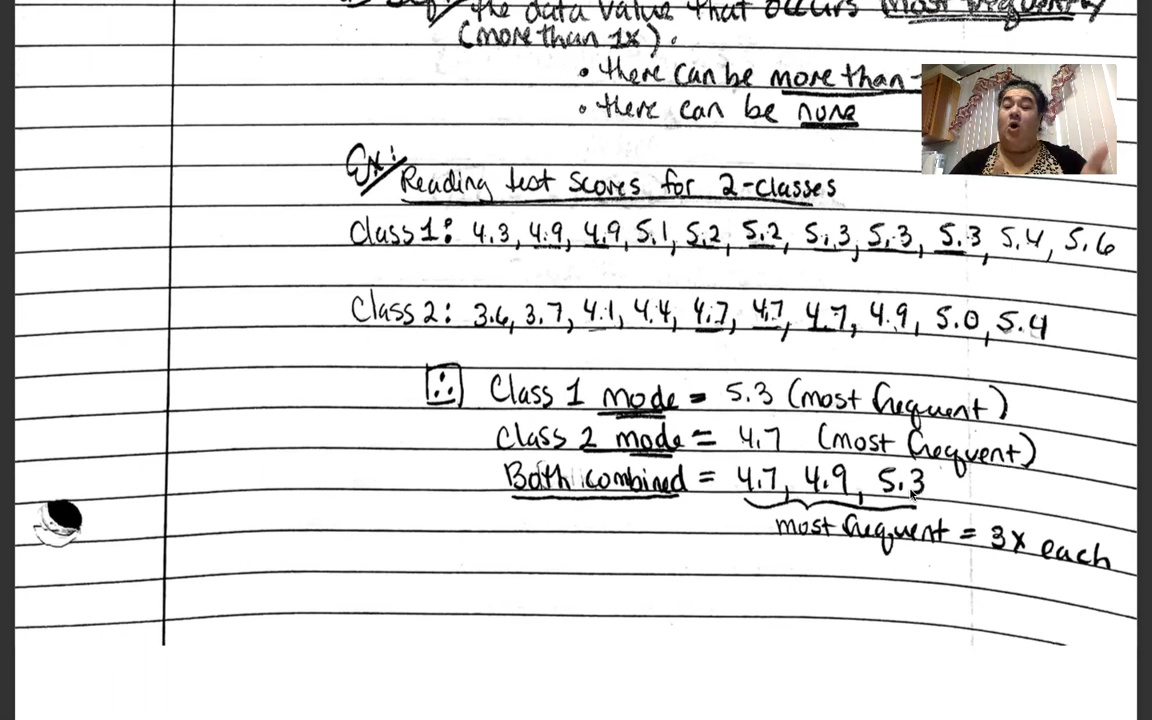 the data value that occurs most frequently
(more than 1x).
• there can be more than
• there can be none
Ex: Reading test scores for 2-classes
Class 1: 4.3, 4.9, 4.9, 5.1, 5.2, 5.2, 5.3, 5.3, 5.3, 5.4, 5.6
Class 2: 3.6, 3.7, 4.1, 4.4, 4.7, 4.7, 4.7, 4.9, 5.0, 5.4
∴ Class 1 mode = 5.3 (most frequent)
Class 2 mode = 4.7 (most frequent)
Both combined = 4.7, 4.9, 5.3
most frequent = 3x each